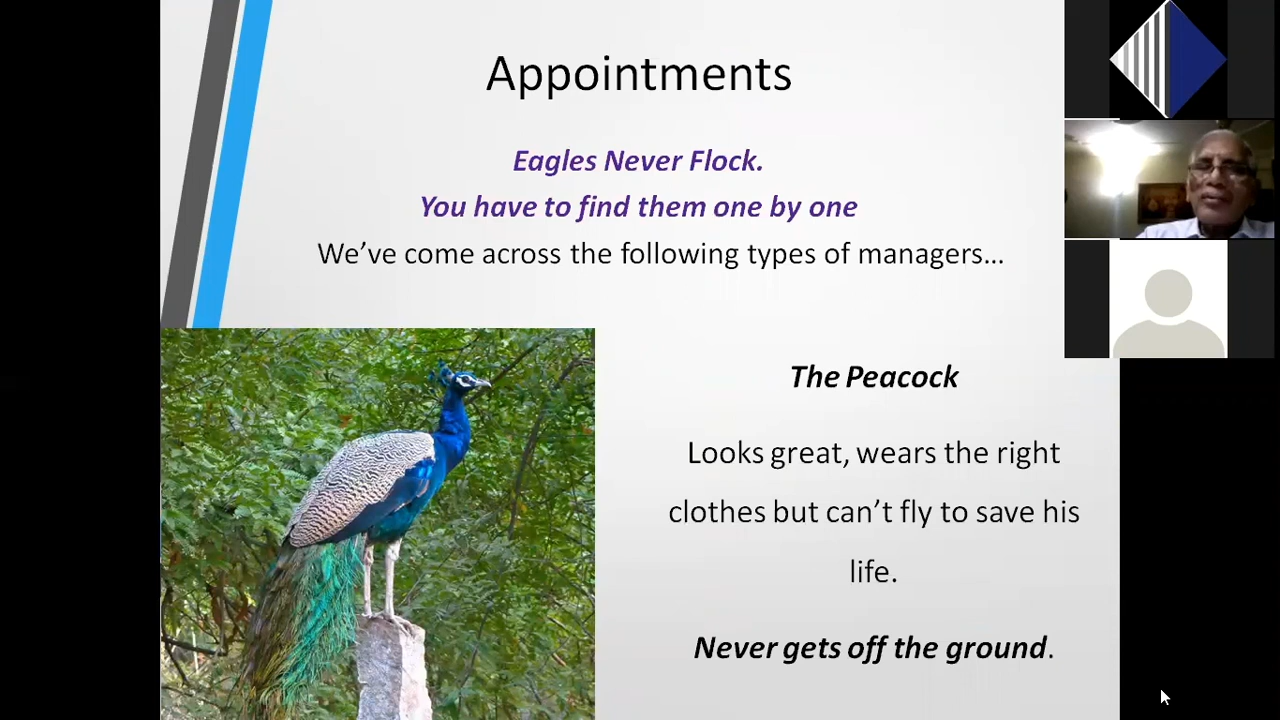 Appointments
Eagles Never Flock.
You have to find them one by one
We’ve come across the following types of managers…
The Peacock
Looks great, wears the right
clothes but can’t fly to save his
life.
Never gets off the ground.